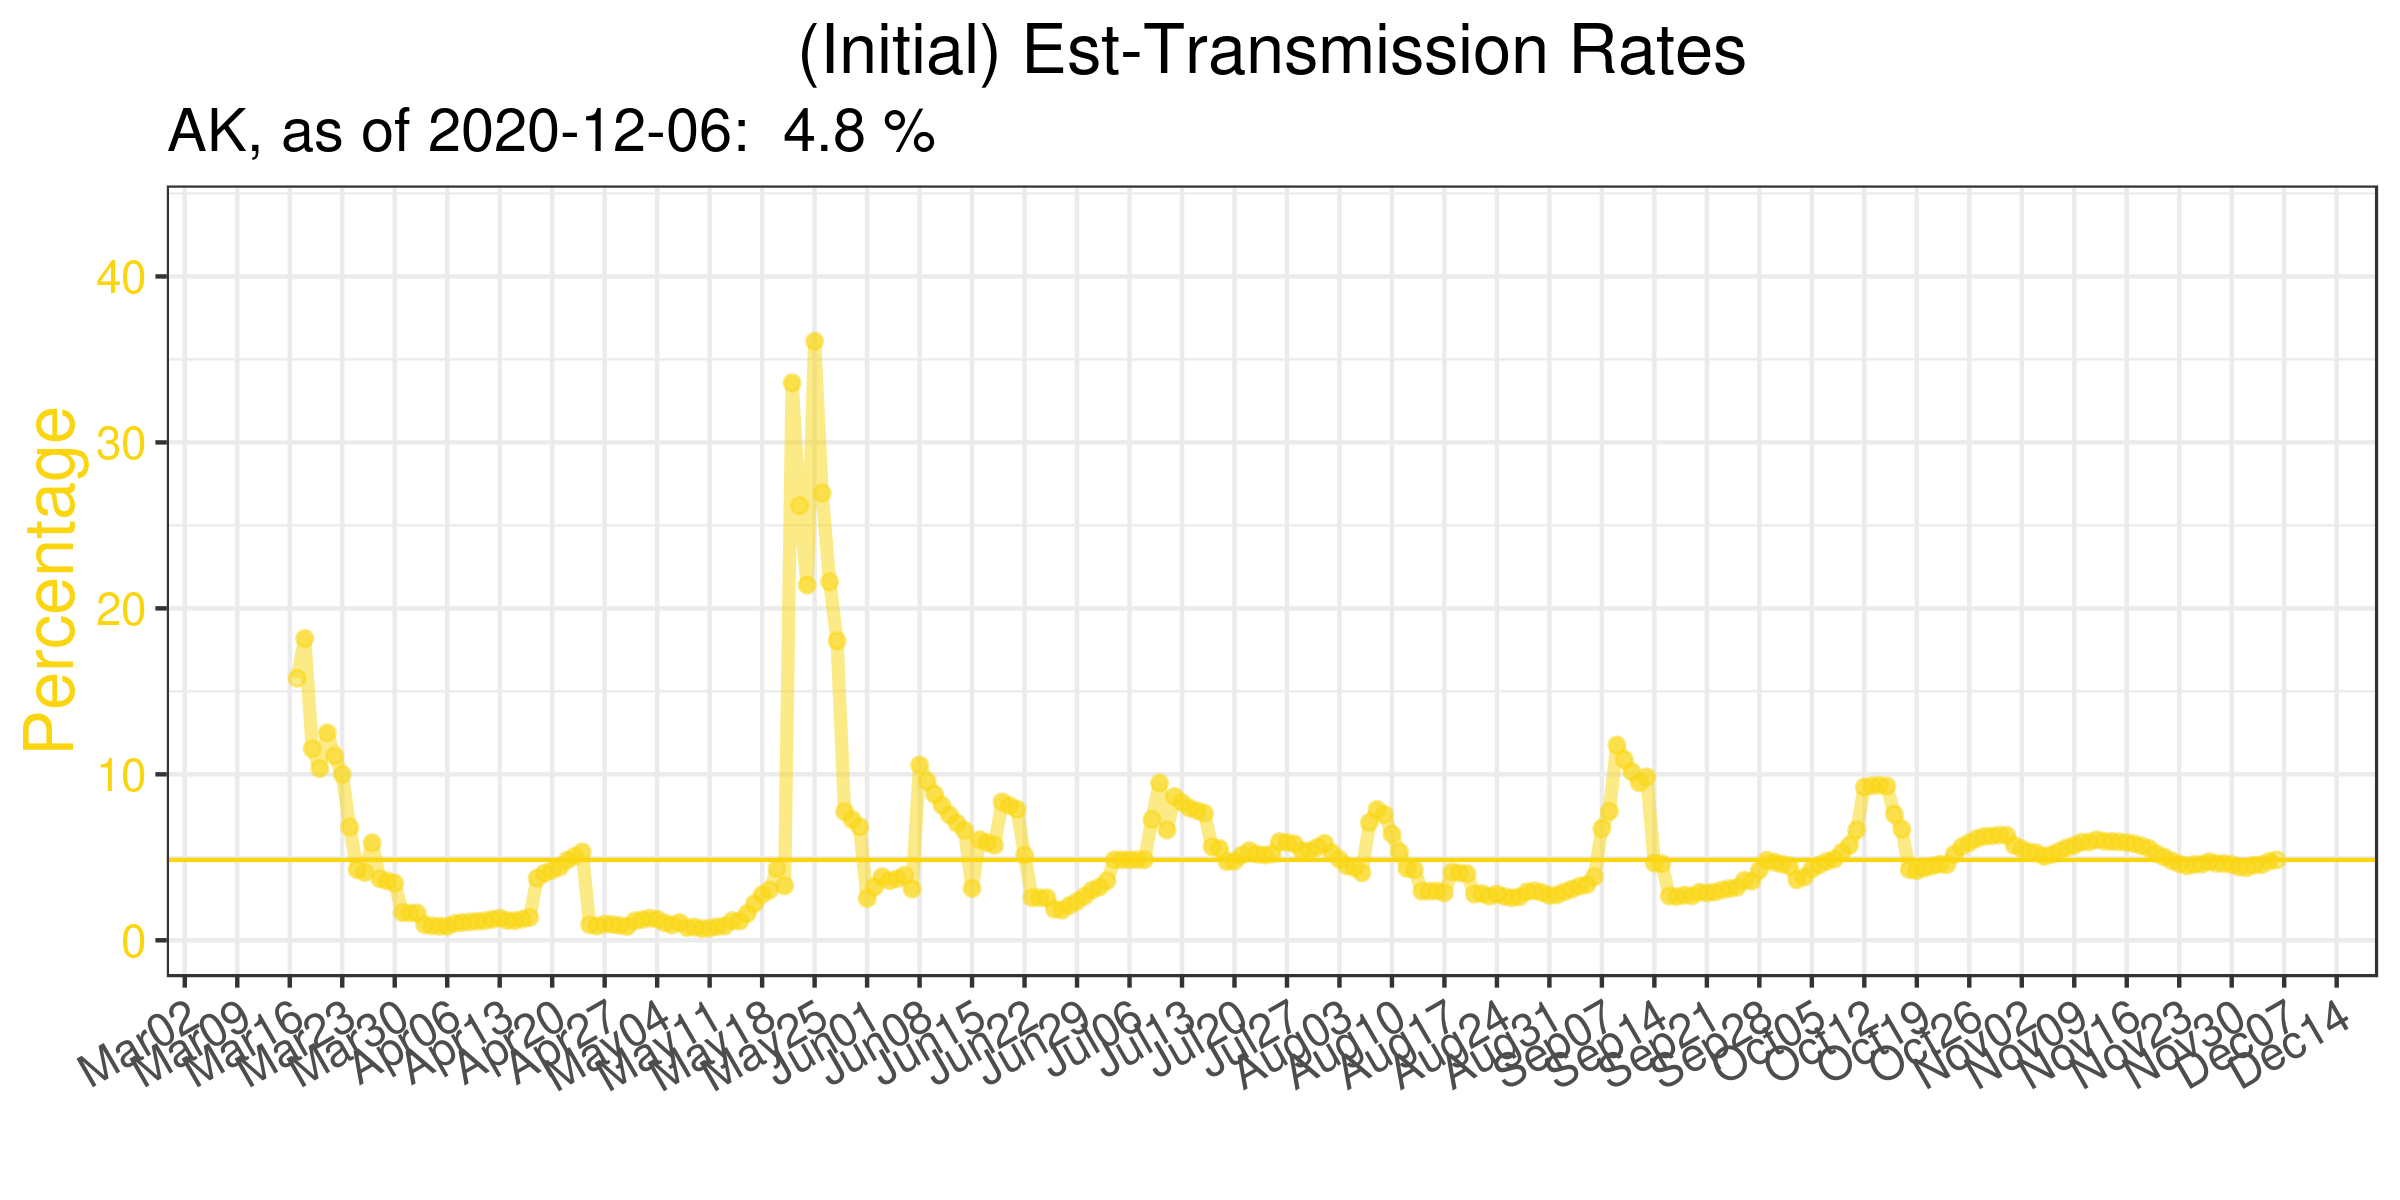 (Initial) Est-Transmission Rates
AK, as of 2020-12-06:  4.8 %
Percentage
40
30
20
10
0
Mar02
Mar09
Mar16
Mar23
Mar30
Apr06
Apr13
Apr20
Apr27
May04
May11
May18
May25
Jun01
Jun08
Jun15
Jun22
Jun29
Jul06
Jul13
Jul20
Jul27
Aug03
Aug10
Aug17
Aug24
Aug31
Sep07
Sep14
Sep21
Sep28
Oct05
Oct12
Oct19
Oct26
Nov02
Nov09
Nov16
Nov23
Nov30
Dec07
Dec14